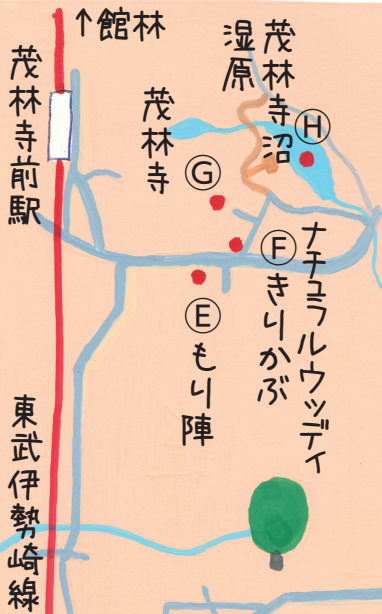 ↑館林
茂林寺前駅
茂林寺
湿原
茂林寺沼
Ⓗ
Ⓖ
Ⓕ
ナチュラルウッディ
きりかぶ
Ⓔ
もり陣
東武伊勢崎線